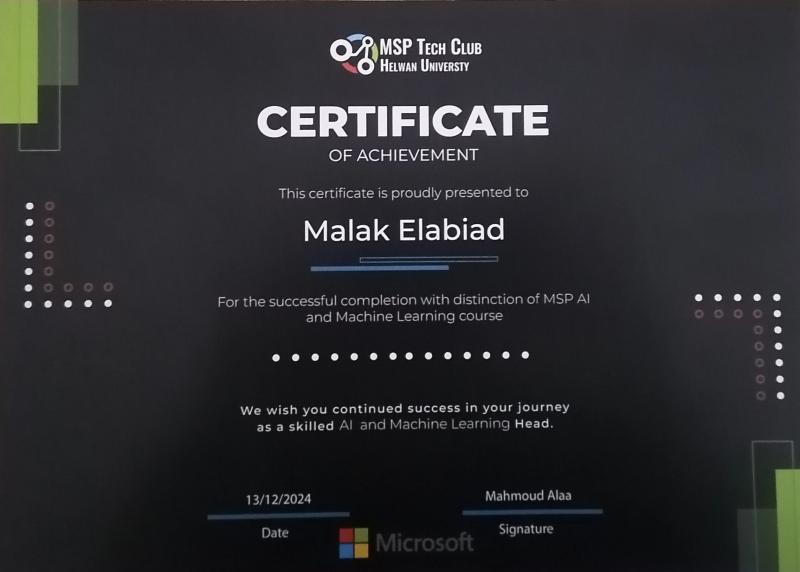 MSP TECH CLUB
HELWAN UNIVERSTY
CERTIFICATE
OF ACHIEVEMENT
This certificate is proudly presented to
Malak Elabiad
For the successful completion with distinction of MSP AI
and Machine Learning course
We wish you continued success in your journey
as a skilled AI and Machine Learning Head.
13/12/2024
Date
Mahmoud Alaa
Signature
Microsoft